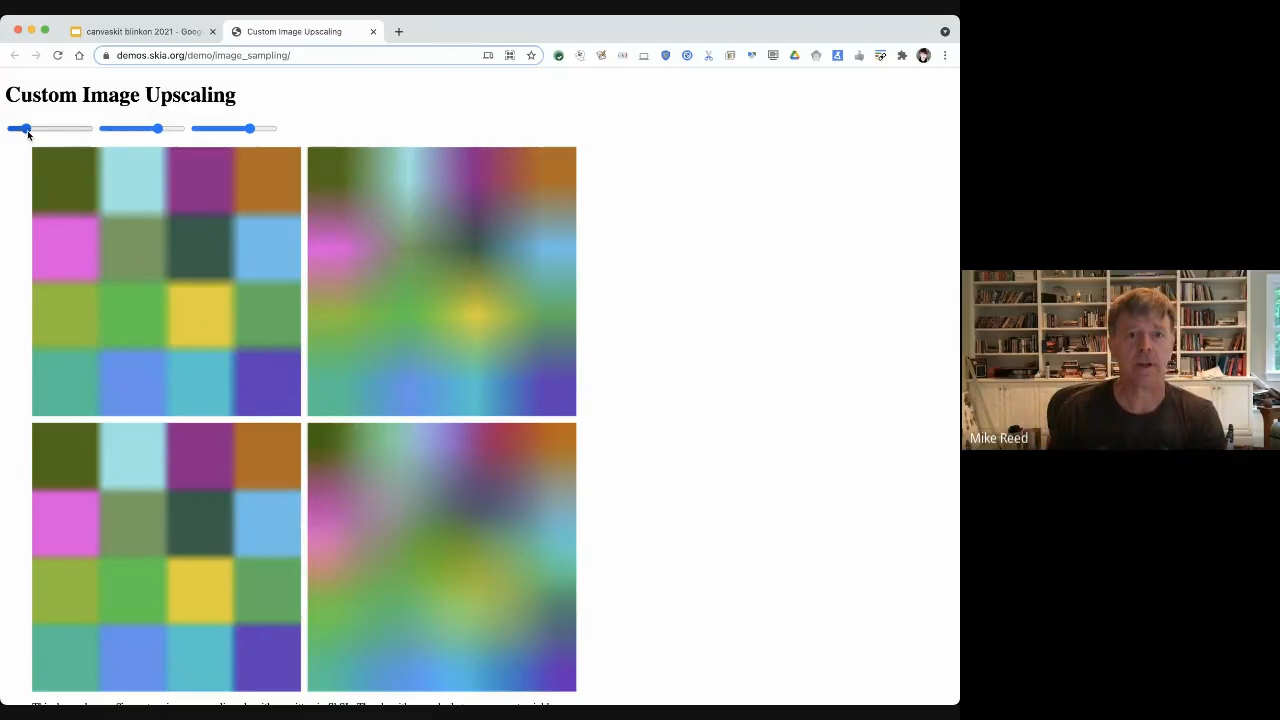 canvaskit blinkon 2021 - Goog
Custom Image Upscaling
demos.skia.org/demo/image_sampling/
Custom Image Upscaling
Mike Reed